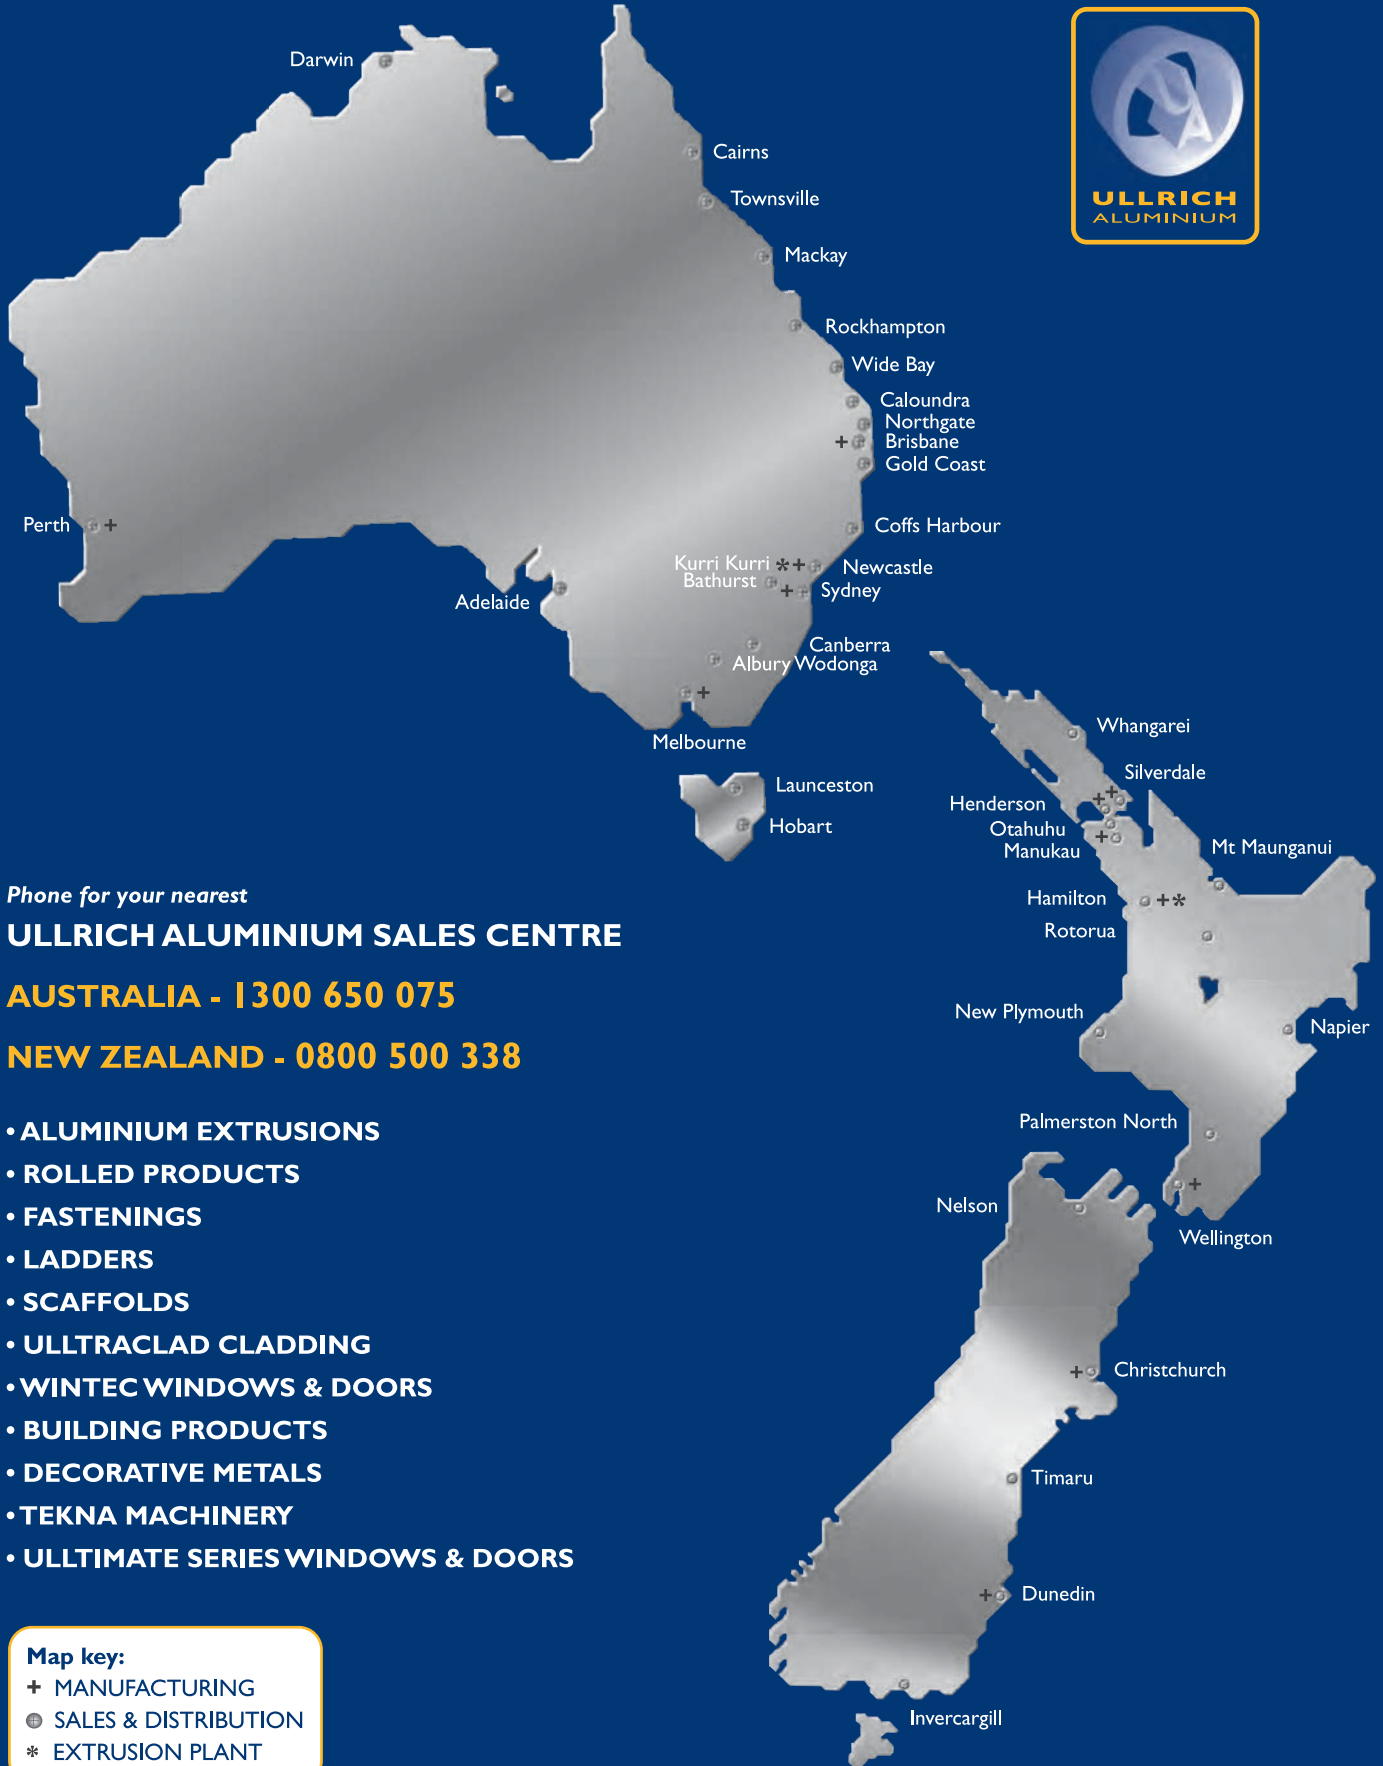 UA
ULLRICH
ALUMINIUM
Darwin
Cairns
Townsville
Mackay
Rockhampton
Wide Bay
Caloundra
Northgate
+ Brisbane
Gold Coast
Perth +
Coffs Harbour
Kurri Kurri *+ Newcastle
Bathurst
+ Sydney
Adelaide
Canberra
Albury Wodonga
+
Melbourne
Launceston
Hobart
Whangarei
Silverdale
+
Henderson +
Otahuhu
+
Manukau
Mt Maunganui
Hamilton +*
Rotorua
New Plymouth
Napier
Palmerston North
+
Nelson
Wellington
+ Christchurch
Timaru
+ Dunedin
Invercargill
Phone for your nearest
ULLRICH ALUMINIUM SALES CENTRE
AUSTRALIA - 1300 650 075
NEW ZEALAND - 0800 500 338
• ALUMINIUM EXTRUSIONS
• ROLLED PRODUCTS
• FASTENINGS
• LADDERS
• SCAFFOLDS
• ULLTRACLAD CLADDING
• WINTEC WINDOWS & DOORS
• BUILDING PRODUCTS
• DECORATIVE METALS
• TEKNA MACHINERY
• ULLTIMATE SERIES WINDOWS & DOORS
Map key:
+ MANUFACTURING
SALES & DISTRIBUTION
* EXTRUSION PLANT